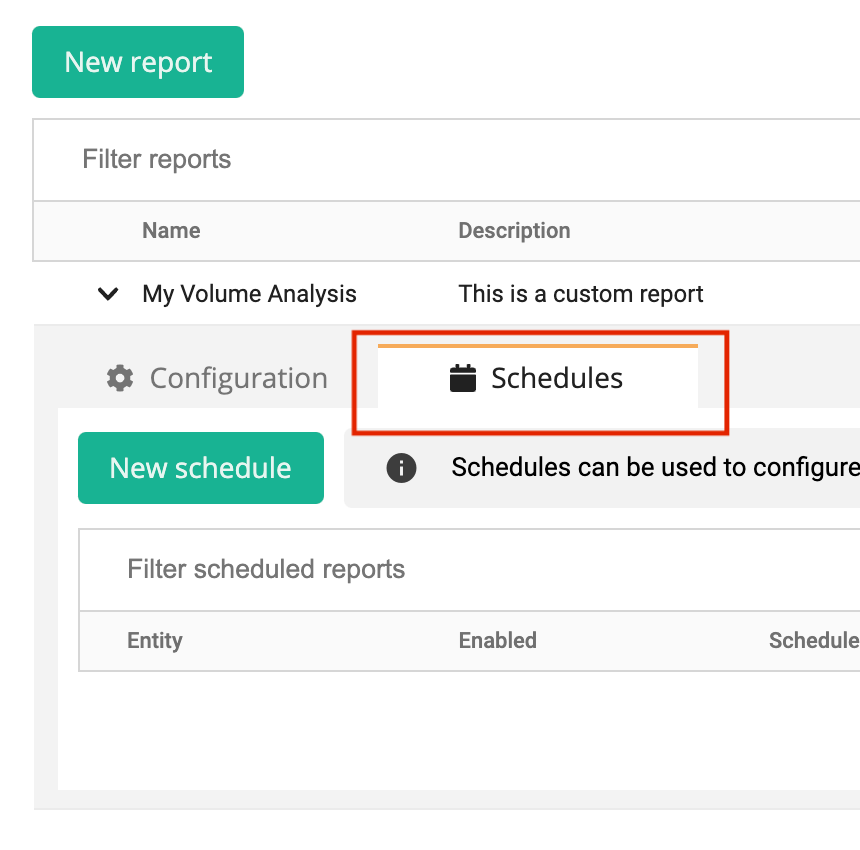 New report
Filter reports
Name Description
My Volume Analysis This is a custom report
Configuration Schedules
New schedule Schedules can be used to configure
Filter scheduled reports
Entity Enabled Schedule